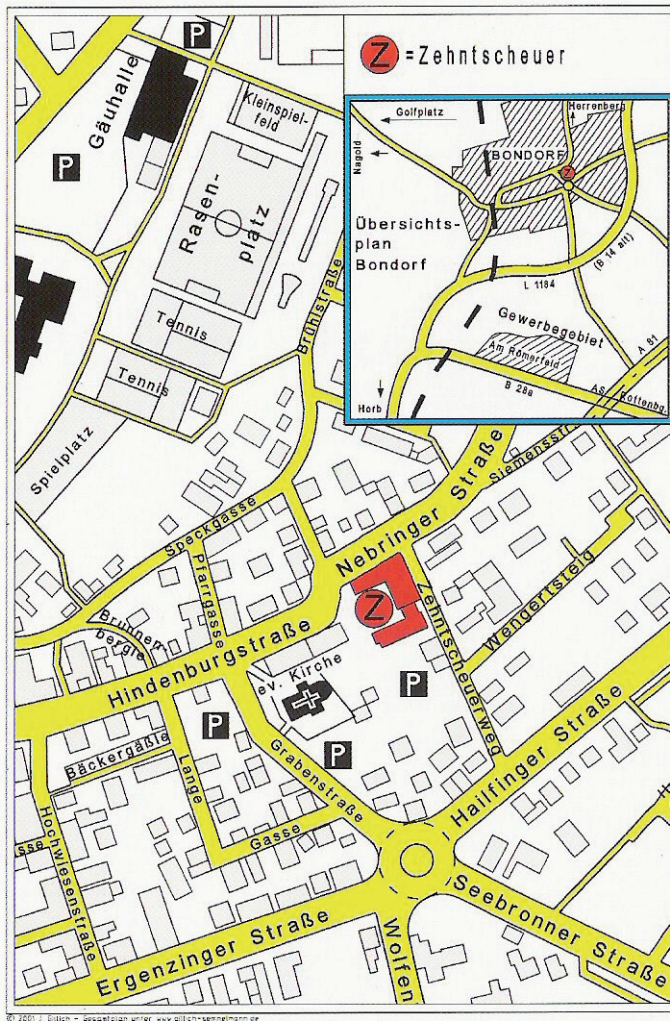 P
Z =Zehntscheuer
Gäuhalle
Kleinspiel-
feld
P
Rasen-
platz
Golfplatz
Herrenberg
Nagold
BONDORF
Z
Übersichts-
plan
Bondorf
(B 14 alt)
L 1184
Gewerbegebiet
Am Römerfeld
A 81
B 28a
AS. Rottenbg.
Horb
Brühlstraße
Tennis
Tennis
Spielplatz
Siemensstr
Nebringer Straße
Speckgasse
Pfarrgasse
Brunnen-
bergle
Hindenburgstraße
Z
Zehntscheuerweg
Wengertsteig
ev. Kirche
P
P
P
Bäckergäßle
Lange
Gasse
Grabenstraße
Hailfinger Straße
sse
Hochwiesenstraße
Ergenzinger Straße
Wolfen
Seebronner Straße
H